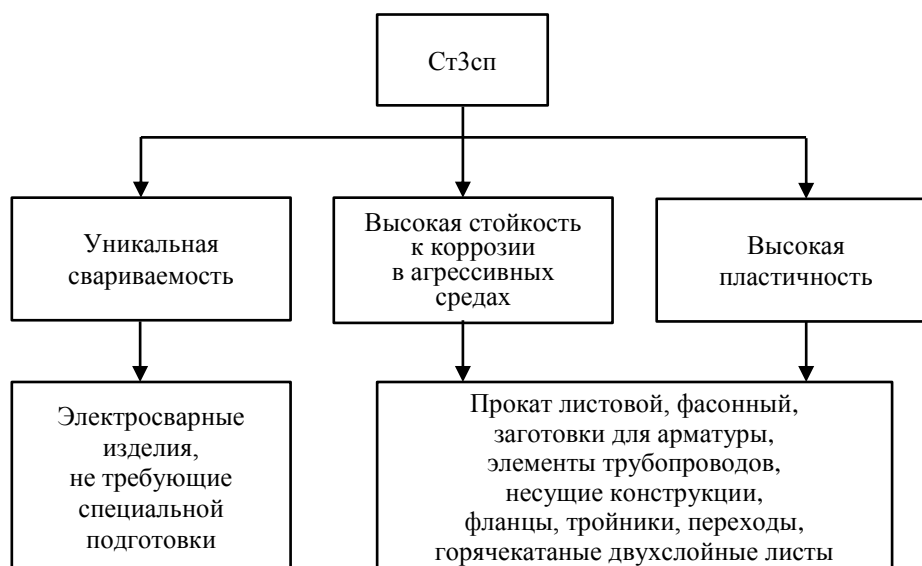 Ст3сп
Уникальная
свариваемость
Высокая стойкость
к коррозии
в агрессивных
средах
Высокая
пластичность
Электросварные
изделия,
не требующие
специальной
подготовки
Прокат листовой, фасонный,
заготовки для арматуры,
элементы трубопроводов,
несущие конструкции,
фланцы, тройники, переходы,
горячекатаные двухслойные листы